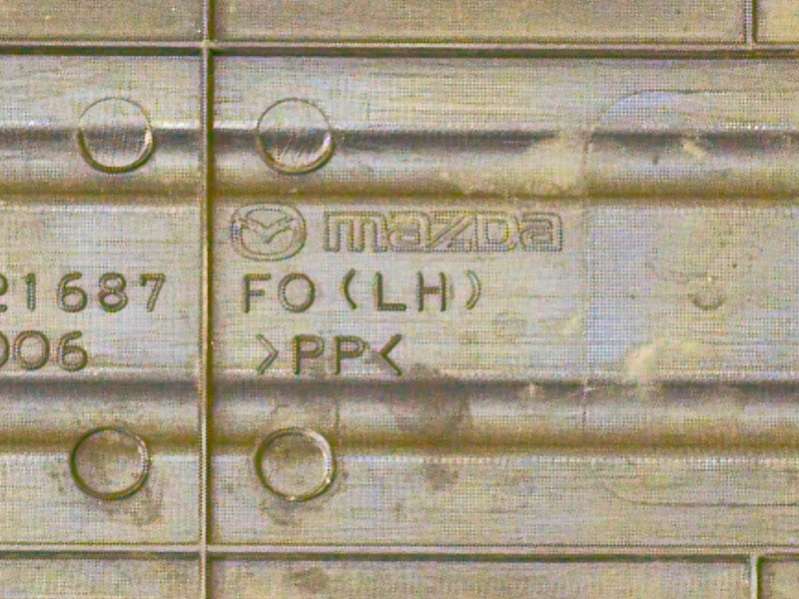 mazda
21687 FO (LH)
006 >PP<